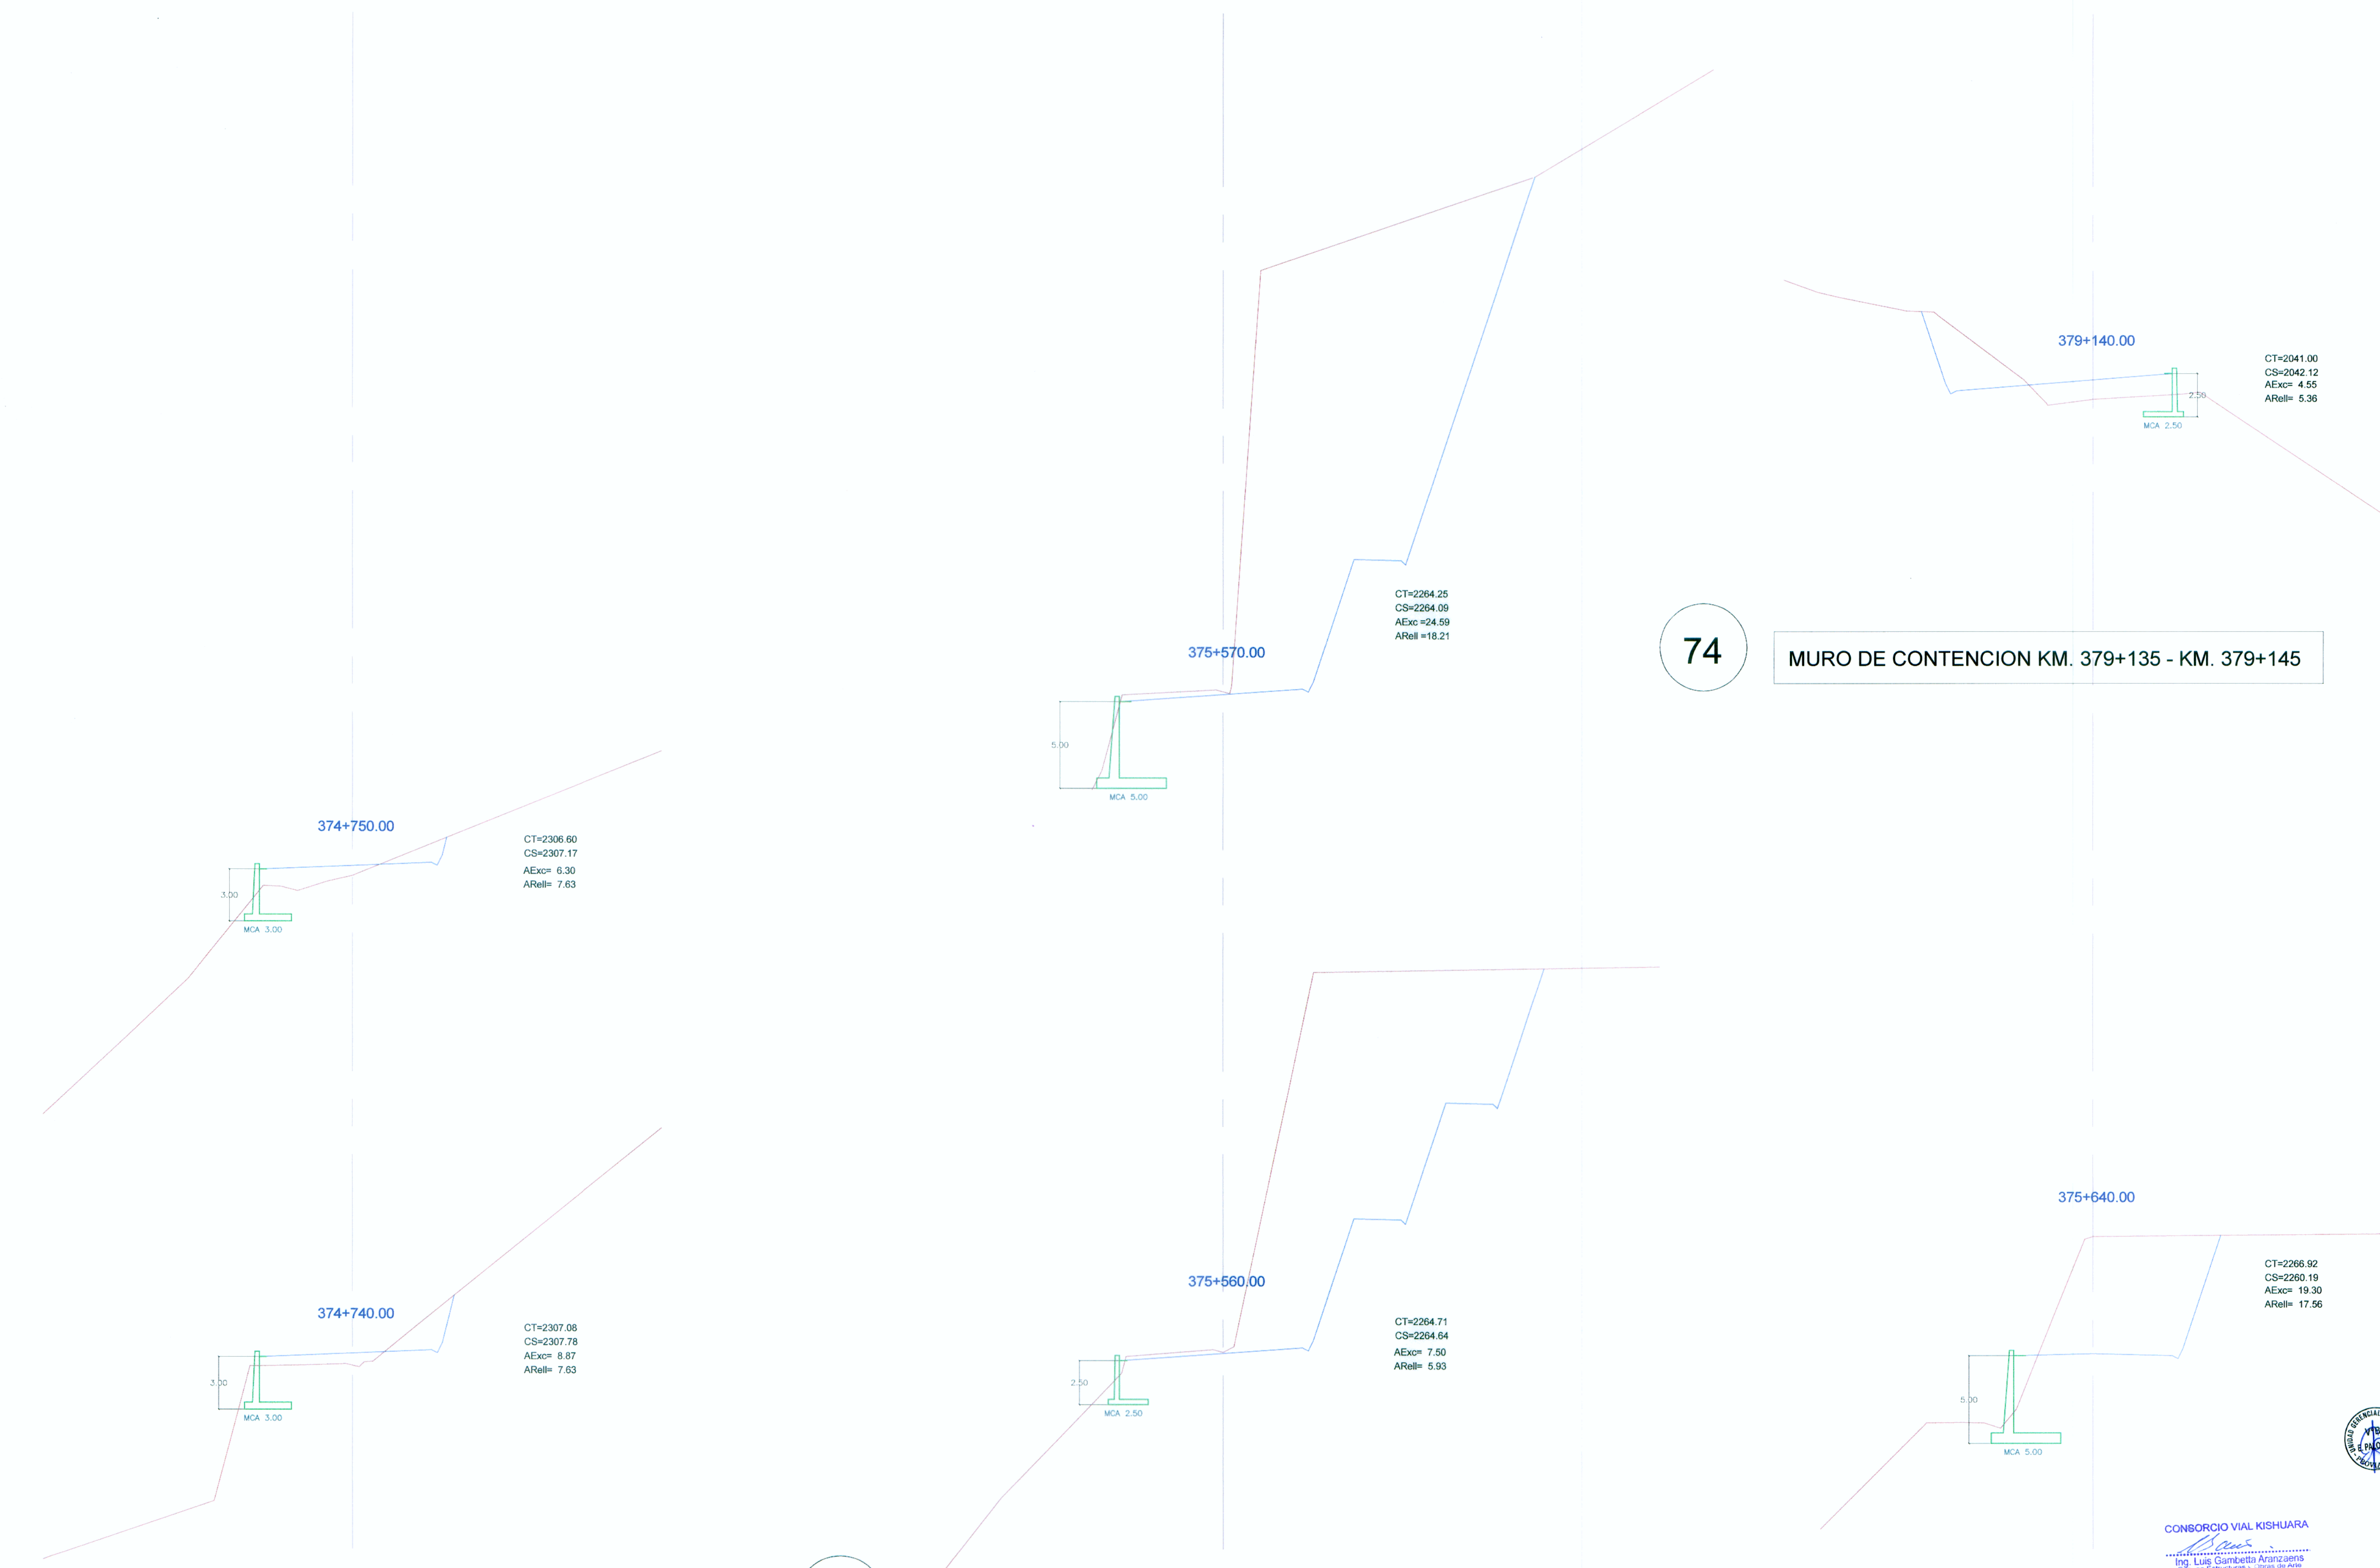 374+750.00
CT=2306.60
CS=2307.17
AExc= 6.30
ARell= 7.63
3.00
MCA 3.00
374+740.00
CT=2307.08
CS=2307.78
AExc= 8.87
ARell= 7.63
3.00
MCA 3.00
375+570.00
CT=2264.25
CS=2264.09
AExc =24.59
ARell =18.21
5.00
MCA 5.00
375+560.00
CT=2264.71
CS=2264.64
AExc= 7.50
ARell= 5.93
2.50
MCA 2.50
379+140.00
CT=2041.00
CS=2042.12
AExc= 4.55
ARell= 5.36
2.50
MCA 2.50
74
MURO DE CONTENCION KM. 379+135 - KM. 379+145
375+640.00
CT=2266.92
CS=2260.19
AExc= 19.30
ARell= 17.56
5.00
MCA 5.00
CONSORCIO VIAL KISHUARA
Ing. Luis Gambetta Aranzaens